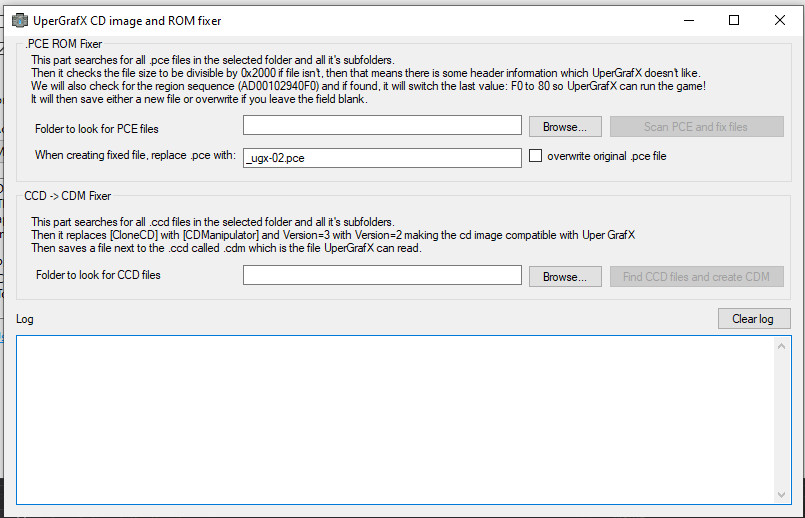 UperGrafX CD image and ROM fixer
.PCE ROM Fixer
This part searches for all .pce files in the selected folder and all it's subfolders.
Then it checks the file size to be divisible by 0x2000 if file isn't, then that means there is some header information which UperGrafX doesn't like.
We will also check for the region sequence (AD00102940F0) and if found, it will switch the last value: F0 to 80 so UperGrafX can run the game!
It will then save either a new file or overwrite if you leave the field blank.
Folder to look for PCE files
Browse...
Scan PCE and fix files
When creating fixed file, replace .pce with:
_ugx-02.pce
overwrite original .pce file
CCD -> CDM Fixer
This part searches for all .ccd files in the selected folder and all it's subfolders.
Then it replaces [CloneCD] with [CDManipulator] and Version=3 with Version=2 making the cd image compatible with Uper GrafX
Then saves a file next to the .ccd called .cdm which is the file UperGrafX can read.
Folder to look for CCD files
Browse...
Find CCD files and create CDM
Log
Clear log